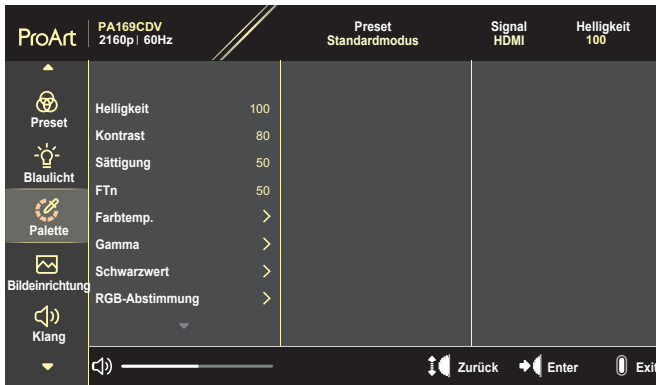 ProArt
PA169CDV
2160p | 60Hz
Preset
Standardmodus
Signal
HDMI
Helligkeit
100
Preset
Blaulicht
Palette
Bildeinrichtung
Klang
Helligkeit 100
Kontrast 80
Sättigung 50
FTn 50
Farbtemp.
Gamma
Schwarzwert
RGB-Abstimmung
Zurück
Enter
Exit